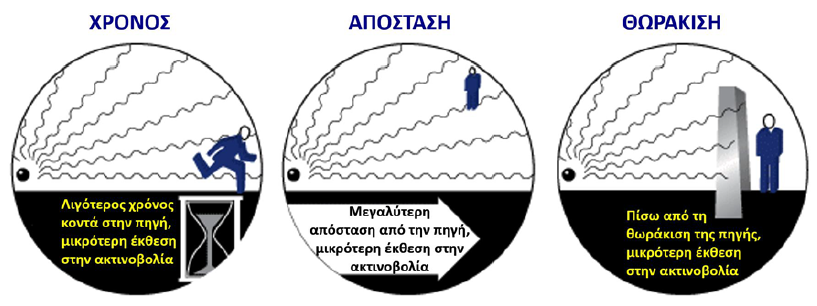 ΧΡΟΝΟΣ
Λιγότερος χρόνος
κοντά στην πηγή,
μικρότερη έκθεση
στην ακτινοβολία
ΑΠΟΣΤΑΣΗ
Μεγαλύτερη
απόσταση από την πηγή,
μικρότερη έκθεση στην
ακτινοβολία
ΘΩΡΑΚΙΣΗ
Πίσω από τη
θωράκιση της πηγής,
μικρότερη έκθεση
στην ακτινοβολία